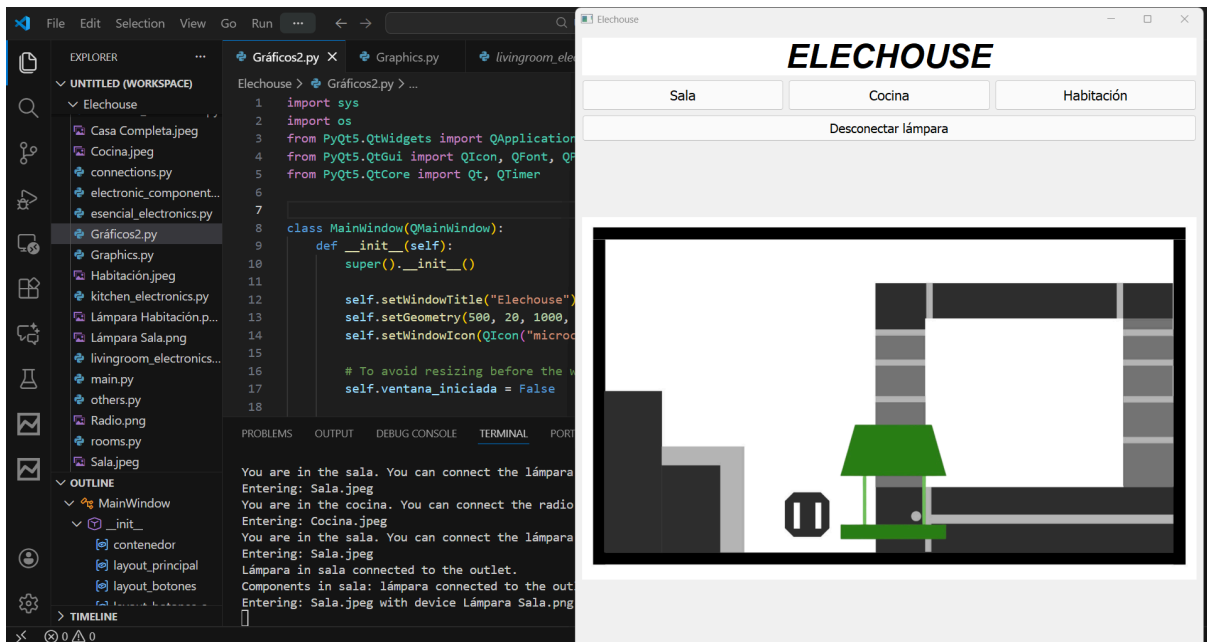 File Edit Selection View Go Run ···
EXPLORER ···
UNTITLED (WORKSPACE)
Elechouse
Casa Completa.jpeg
Cocina.jpeg
connections.py
electronic_component...
esencial_electronics.py
Gráficos2.py
Graphics.py
Habitación.jpeg
kitchen_electronics.py
Lámpara Habitación.p...
Lámpara Sala.png
livingroom_electronics...
main.py
others.py
Radio.png
rooms.py
Sala.jpeg
OUTLINE
MainWindow
__init__
contenedor
layout_principal
layout_botones
TIMELINE
0 0
Gráficos2.py Graphics.py livingroom_ele
Elechouse > Gráficos2.py > ...
1 import sys
2 import os
3 from PyQt5.QtWidgets import QApplication
4 from PyQt5.QtGui import QIcon, QFont, QP
5 from PyQt5.QtCore import Qt, QTimer
6
7
8 class MainWindow(QMainWindow):
9 def __init__(self):
10 super().__init__()
11
12 self.setWindowTitle("Elechouse")
13 self.setGeometry(500, 20, 1000,
14 self.setWindowIcon(QIcon("microc
15
16 # To avoid resizing before the w
17 self.ventana_iniciada = False
18
PROBLEMS OUTPUT DEBUG CONSOLE TERMINAL PORT
You are in the sala. You can connect the lámpara
Entering: Sala.jpeg
You are in the cocina. You can connect the radio
Entering: Cocina.jpeg
You are in the sala. You can connect the lámpara
Entering: Sala.jpeg
Lámpara in sala connected to the outlet.
Components in sala: lámpara connected to the out
Entering: Sala.jpeg with device Lámpara Sala.png
Elechouse
ELECHOUSE
Sala Cocina Habitación
Desconectar lámpara